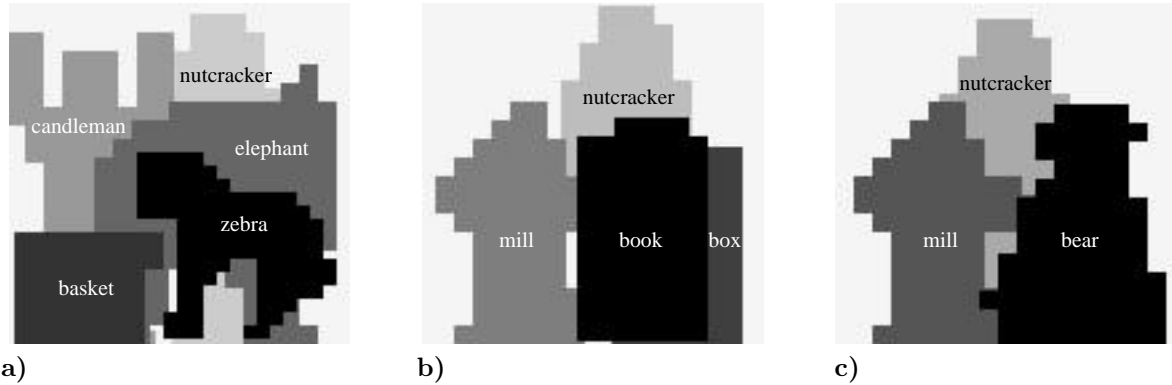 nutcracker
candleman
elephant
zebra
basket
nutcracker
mill book box
nutcracker
mill bear
a) b) c)